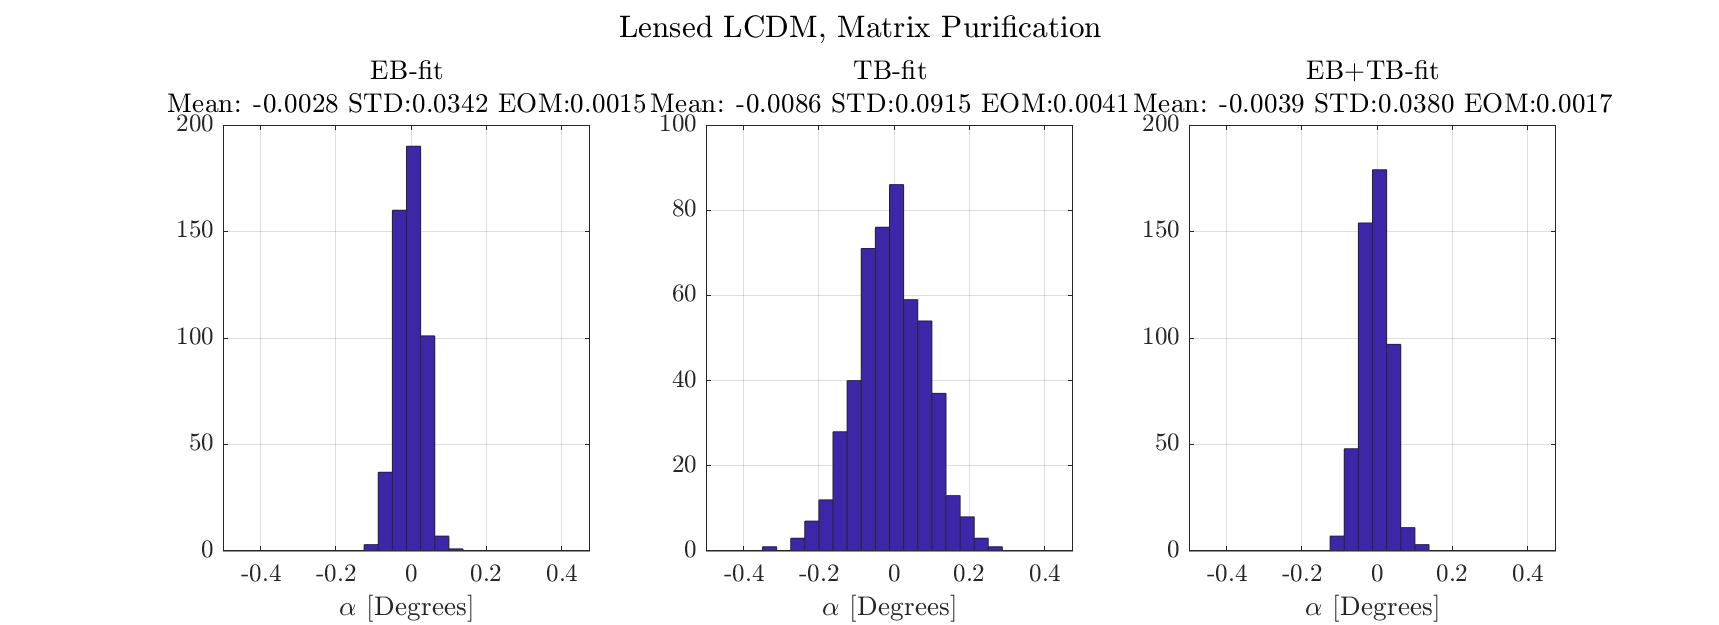 Lensed LCDM, Matrix Purification
EB-fit
Mean: -0.0028 STD:0.0342 EOM:0.0015
200
150
100
50
0
-0.4 -0.2 0 0.2 0.4
α [Degrees]
TB-fit
Mean: -0.0086 STD:0.0915 EOM:0.0041
100
80
60
40
20
0
-0.4 -0.2 0 0.2 0.4
α [Degrees]
EB+TB-fit
Mean: -0.0039 STD:0.0380 EOM:0.0017
200
150
100
50
0
-0.4 -0.2 0 0.2 0.4
α [Degrees]